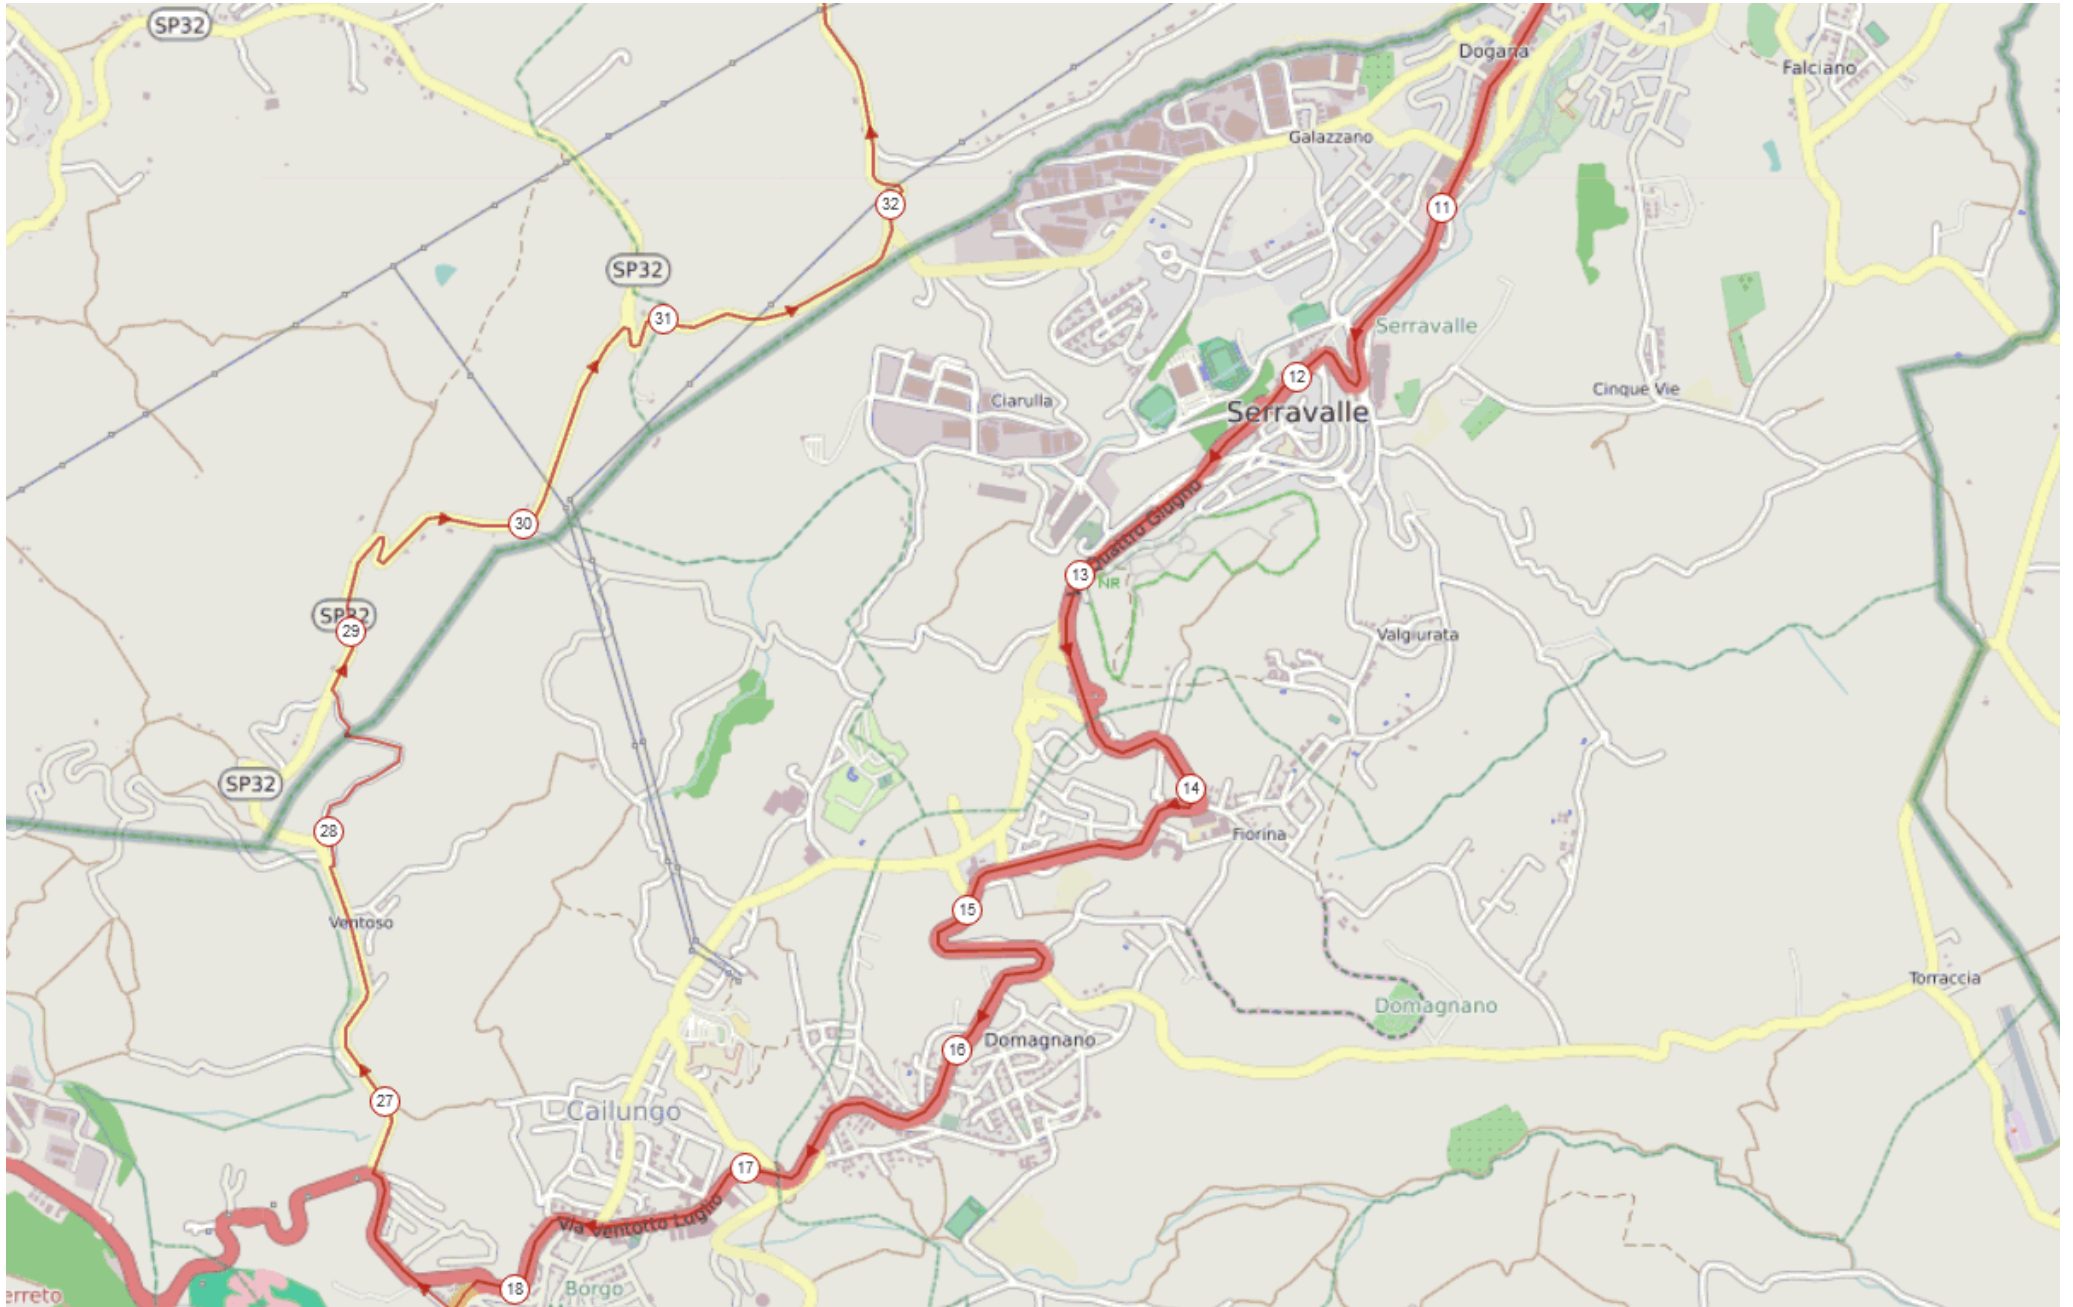 SP32
Dogana
Falciano
Galazzano
32
11
SP32
31
Serravalle
12
Cinque Vie
Ciarulla
Serravalle
30
Quattro Giugno
13
NR
SP32
29
Valgiurata
SP32
14
28
Fiorina
15
Ventoso
Torraccia
Domagnano
16
Domagnano
27
Cailungo
17
Via Ventotto Luglio
18
Borgo
erreto